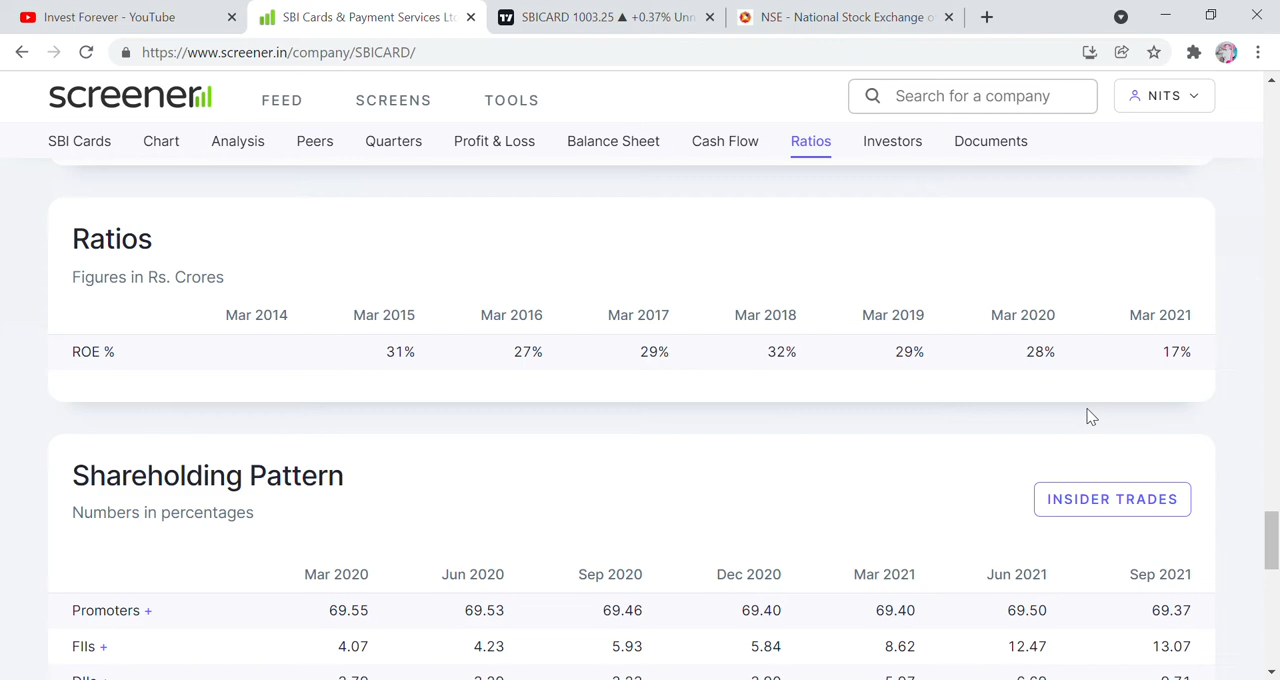 Invest Forever - YouTube
SBI Cards & Payment Services Ltd
SBICARD 1003.25 ▲ +0.37% Unn
NSE - National Stock Exchange o
https://www.screener.in/company/SBICARD/
screener
FEED
SCREENS
TOOLS
Search for a company
NITS
SBI Cards
Chart
Analysis
Peers
Quarters
Profit & Loss
Balance Sheet
Cash Flow
Ratios
Investors
Documents
Ratios
Figures in Rs. Crores
Mar 2014 Mar 2015 Mar 2016 Mar 2017 Mar 2018 Mar 2019 Mar 2020 Mar 2021
ROE % 31% 27% 29% 32% 29% 28% 17%
Shareholding Pattern
Numbers in percentages
INSIDER TRADES
Mar 2020 Jun 2020 Sep 2020 Dec 2020 Mar 2021 Jun 2021 Sep 2021
Promoters + 69.55 69.53 69.46 69.40 69.40 69.50 69.37
FIIs + 4.07 4.23 5.93 5.84 8.62 12.47 13.07